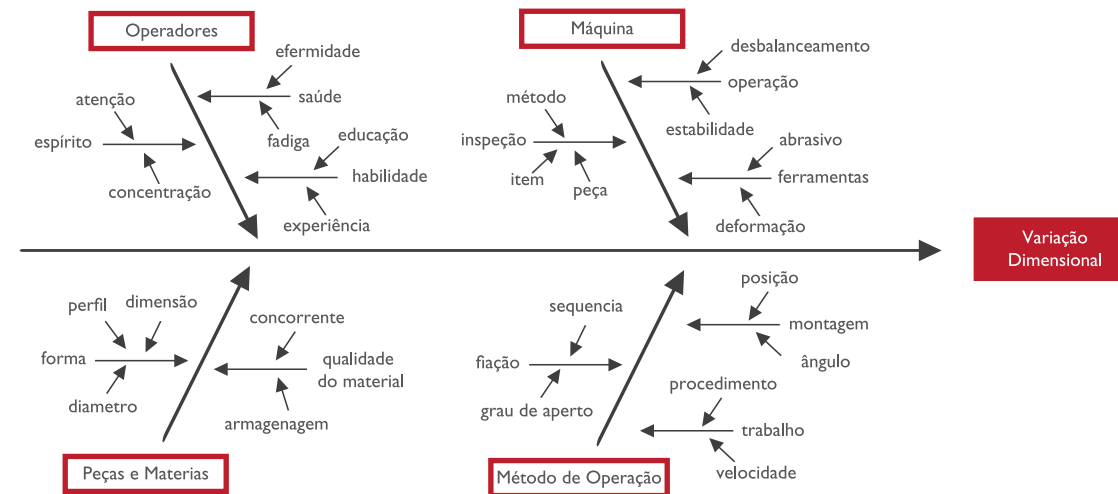 Operadores
Máquina
efermidade
atenção
saúde
espírito
fadiga
educação
concentração
habilidade
experiência
desbalanceamento
operação
método
estabilidade
inspeção
abrasivo
item
peça
ferramentas
deformação
Variação
Dimensional
perfil
dimensão
concorrente
forma
qualidade
do material
diametro
armagenagem
Peças e Materias
posição
sequencia
montagem
fiação
ângulo
procedimento
grau de aperto
trabalho
velocidade
Método de Operação